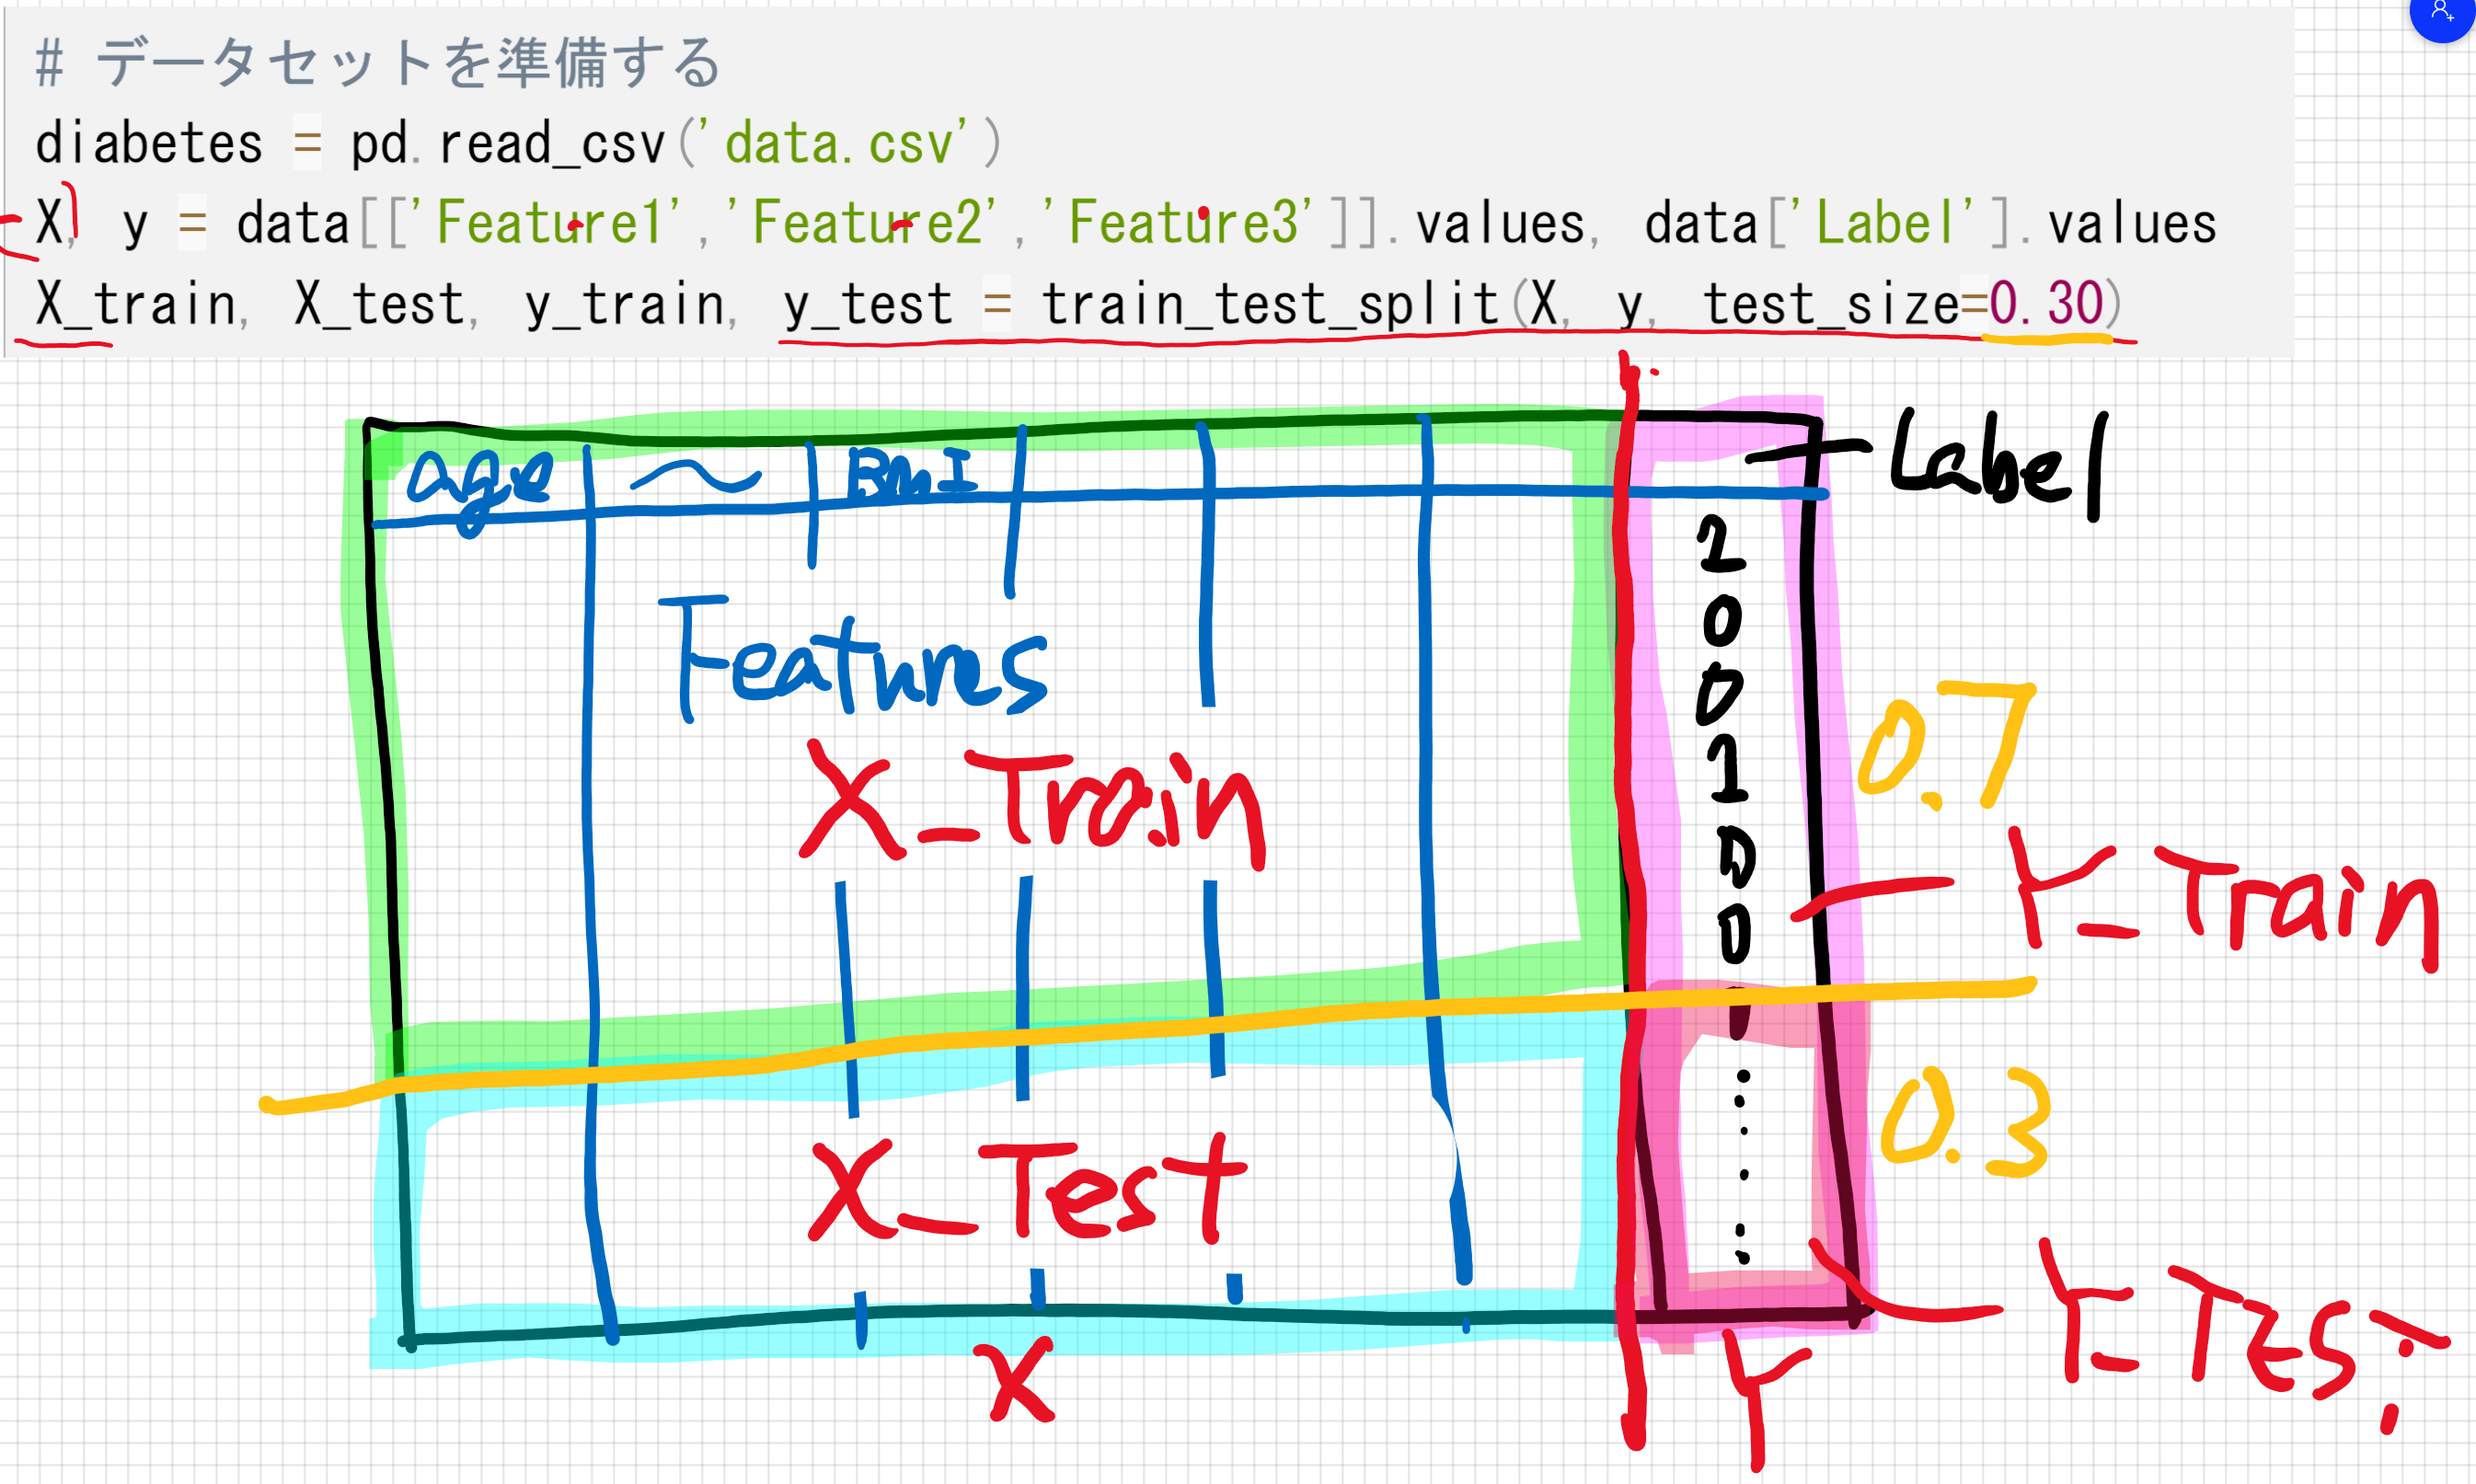 # データセットを準備する
diabetes = pd.read_csv('data.csv')
X, y = data[['Feature1', 'Feature2', 'Feature3']].values, data['Label'].values
X_train, X_test, y_train, y_test = train_test_split(X, y, test_size=0.30)
age 〜 BMI
Label
2
0
Features
0
0.7
1
X_Train
0
Y_Train
0
0.3
X_Test
Y_TEST
X
Y